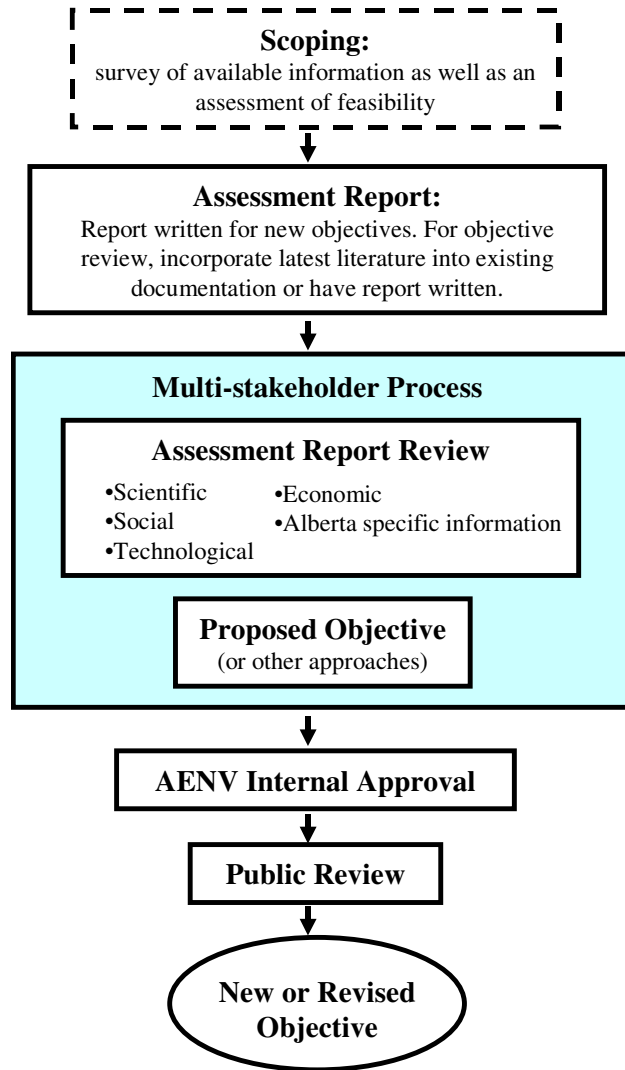 Scoping:
survey of available information as well as an
assessment of feasibility
Assessment Report:
Report written for new objectives. For objective
review, incorporate latest literature into existing
documentation or have report written.
Multi-stakeholder Process
Assessment Report Review
•Scientific
•Social
•Technological
•Economic
•Alberta specific information
Proposed Objective
(or other approaches)
AENV Internal Approval
Public Review
New or Revised
Objective